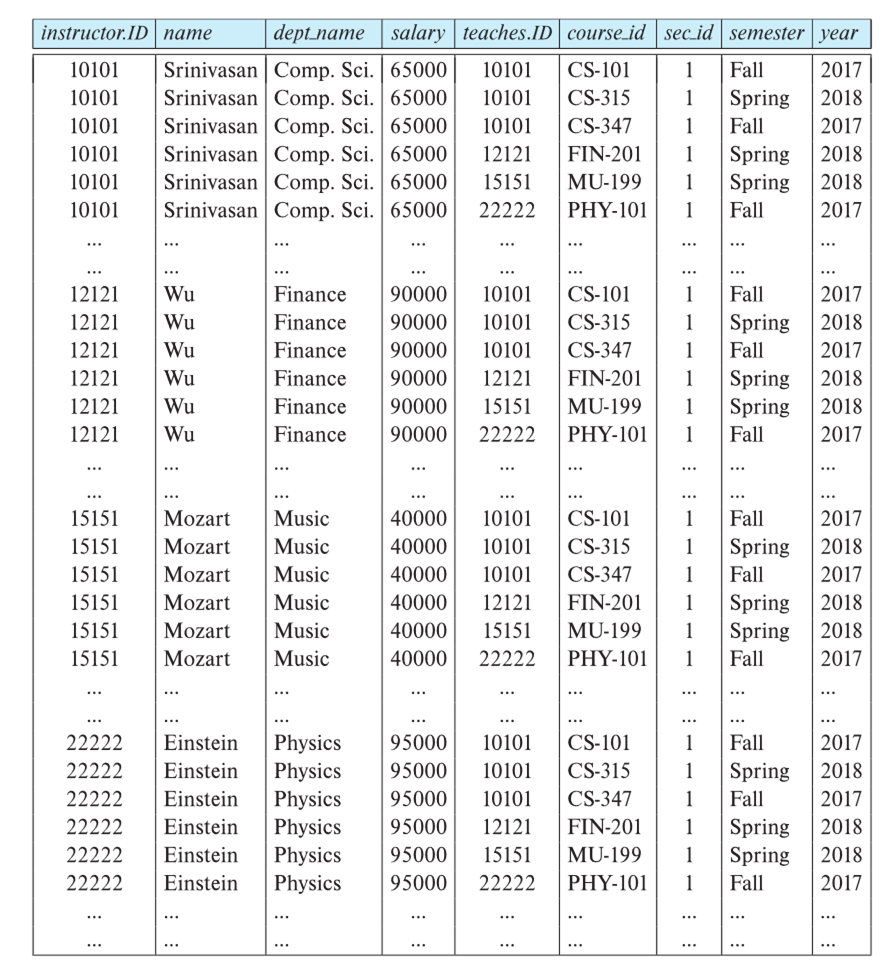 instructor.ID name dept_name salary teaches.ID course_id sec_id semester year
10101 Srinivasan Comp. Sci. 65000 10101 CS-101 1 Fall 2017
10101 Srinivasan Comp. Sci. 65000 10101 CS-315 1 Spring 2018
10101 Srinivasan Comp. Sci. 65000 10101 CS-347 1 Fall 2017
10101 Srinivasan Comp. Sci. 65000 12121 FIN-201 1 Spring 2018
10101 Srinivasan Comp. Sci. 65000 15151 MU-199 1 Spring 2018
10101 Srinivasan Comp. Sci. 65000 22222 PHY-101 1 Fall 2017
... ... ... ... ... ... ... ... ...
... ... ... ... ... ... ... ... ...
12121 Wu Finance 90000 10101 CS-101 1 Fall 2017
12121 Wu Finance 90000 10101 CS-315 1 Spring 2018
12121 Wu Finance 90000 10101 CS-347 1 Fall 2017
12121 Wu Finance 90000 12121 FIN-201 1 Spring 2018
12121 Wu Finance 90000 15151 MU-199 1 Spring 2018
12121 Wu Finance 90000 22222 PHY-101 1 Fall 2017
... ... ... ... ... ... ... ... ...
... ... ... ... ... ... ... ... ...
15151 Mozart Music 40000 10101 CS-101 1 Fall 2017
15151 Mozart Music 40000 10101 CS-315 1 Spring 2018
15151 Mozart Music 40000 10101 CS-347 1 Fall 2017
15151 Mozart Music 40000 12121 FIN-201 1 Spring 2018
15151 Mozart Music 40000 15151 MU-199 1 Spring 2018
15151 Mozart Music 40000 22222 PHY-101 1 Fall 2017
... ... ... ... ... ... ... ... ...
... ... ... ... ... ... ... ... ...
22222 Einstein Physics 95000 10101 CS-101 1 Fall 2017
22222 Einstein Physics 95000 10101 CS-315 1 Spring 2018
22222 Einstein Physics 95000 10101 CS-347 1 Fall 2017
22222 Einstein Physics 95000 12121 FIN-201 1 Spring 2018
22222 Einstein Physics 95000 15151 MU-199 1 Spring 2018
22222 Einstein Physics 95000 22222 PHY-101 1 Fall 2017
... ... ... ... ... ... ... ... ...
... ... ... ... ... ... ... ... ...